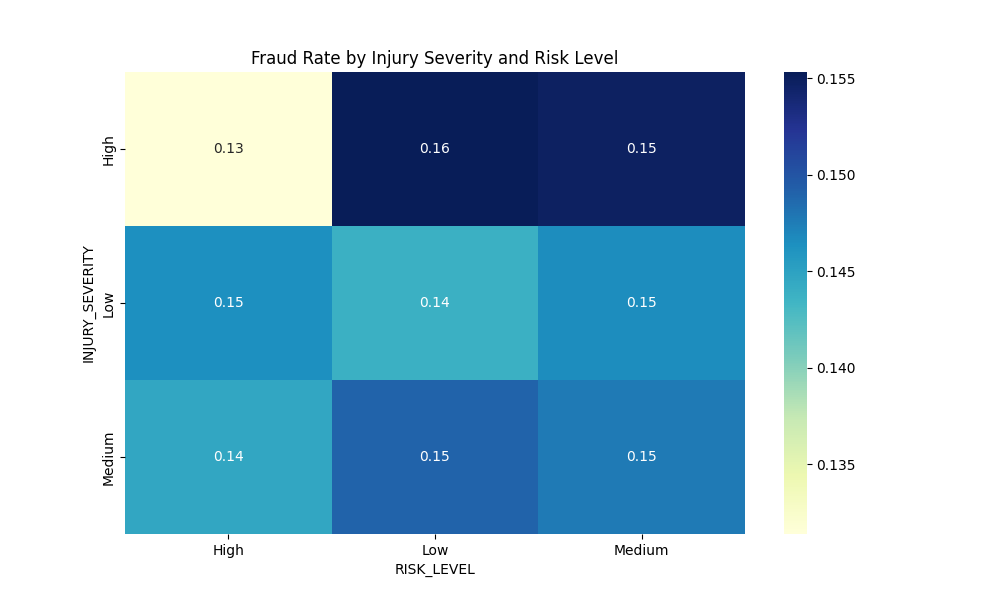 Fraud Rate by Injury Severity and Risk Level
INJURY_SEVERITY
High
0.13
0.16
0.15
Low
0.15
0.14
0.15
Medium
0.14
0.15
0.15
High
Low
Medium
RISK_LEVEL
0.155
0.150
0.145
0.140
0.135